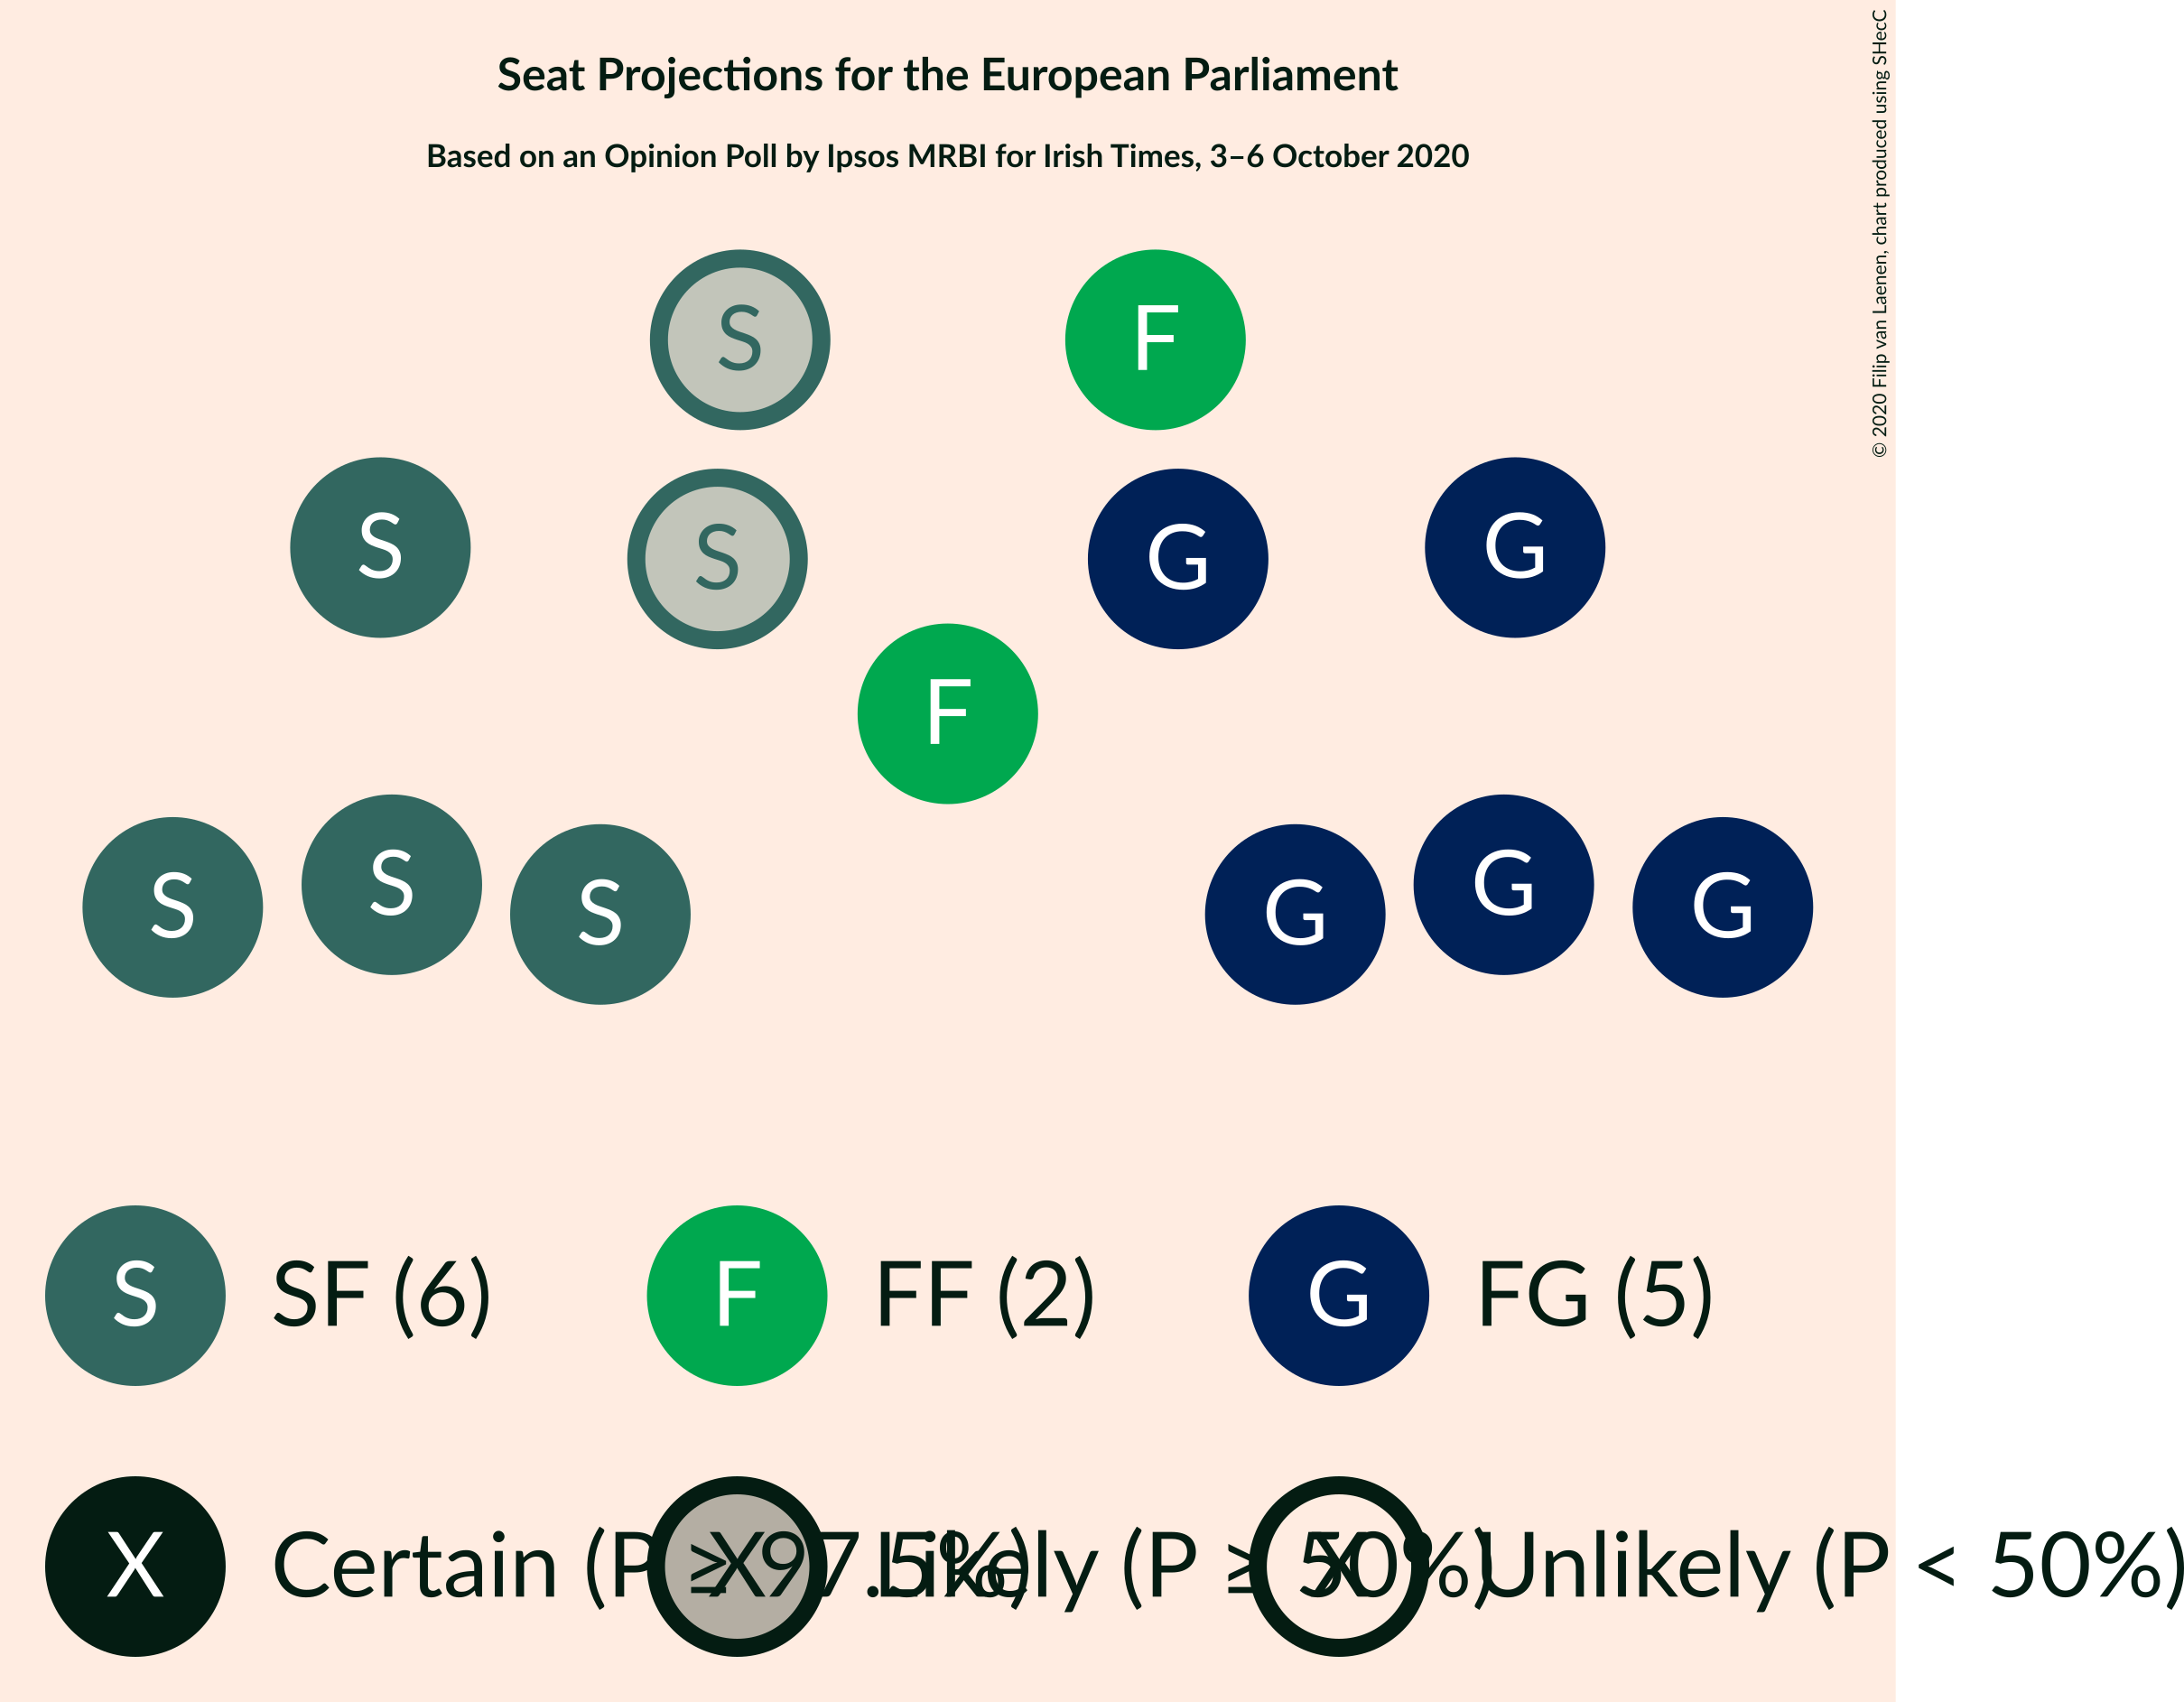 Seat Projections for the European Parliament
Based on an Opinion Poll by Ipsos MRBI for Irish Times, 3–6 October 2020
© 2020 Filip van Laenen, chart produced using SHecC
S F
S S G G
F
S S S G G G
S SF (6) F FF (2) G FG (5)
X Certain (P ≥ 97.5%) X Likely (P ≥ 50%) X Unlikely (P < 50%)